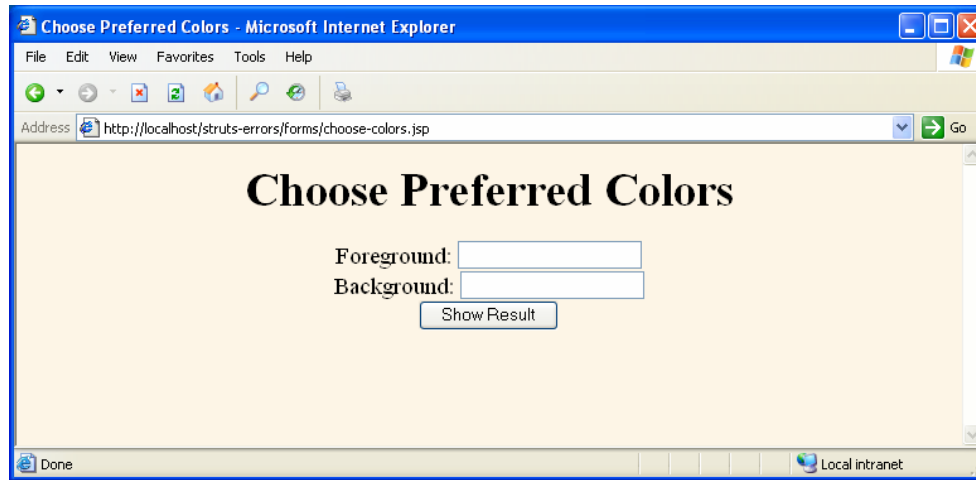 Choose Preferred Colors - Microsoft Internet Explorer
File Edit View Favorites Tools Help
Address http://localhost/struts-errors/forms/choose-colors.jsp Go
Choose Preferred Colors
Foreground:
Background:
Show Result
Done Local intranet